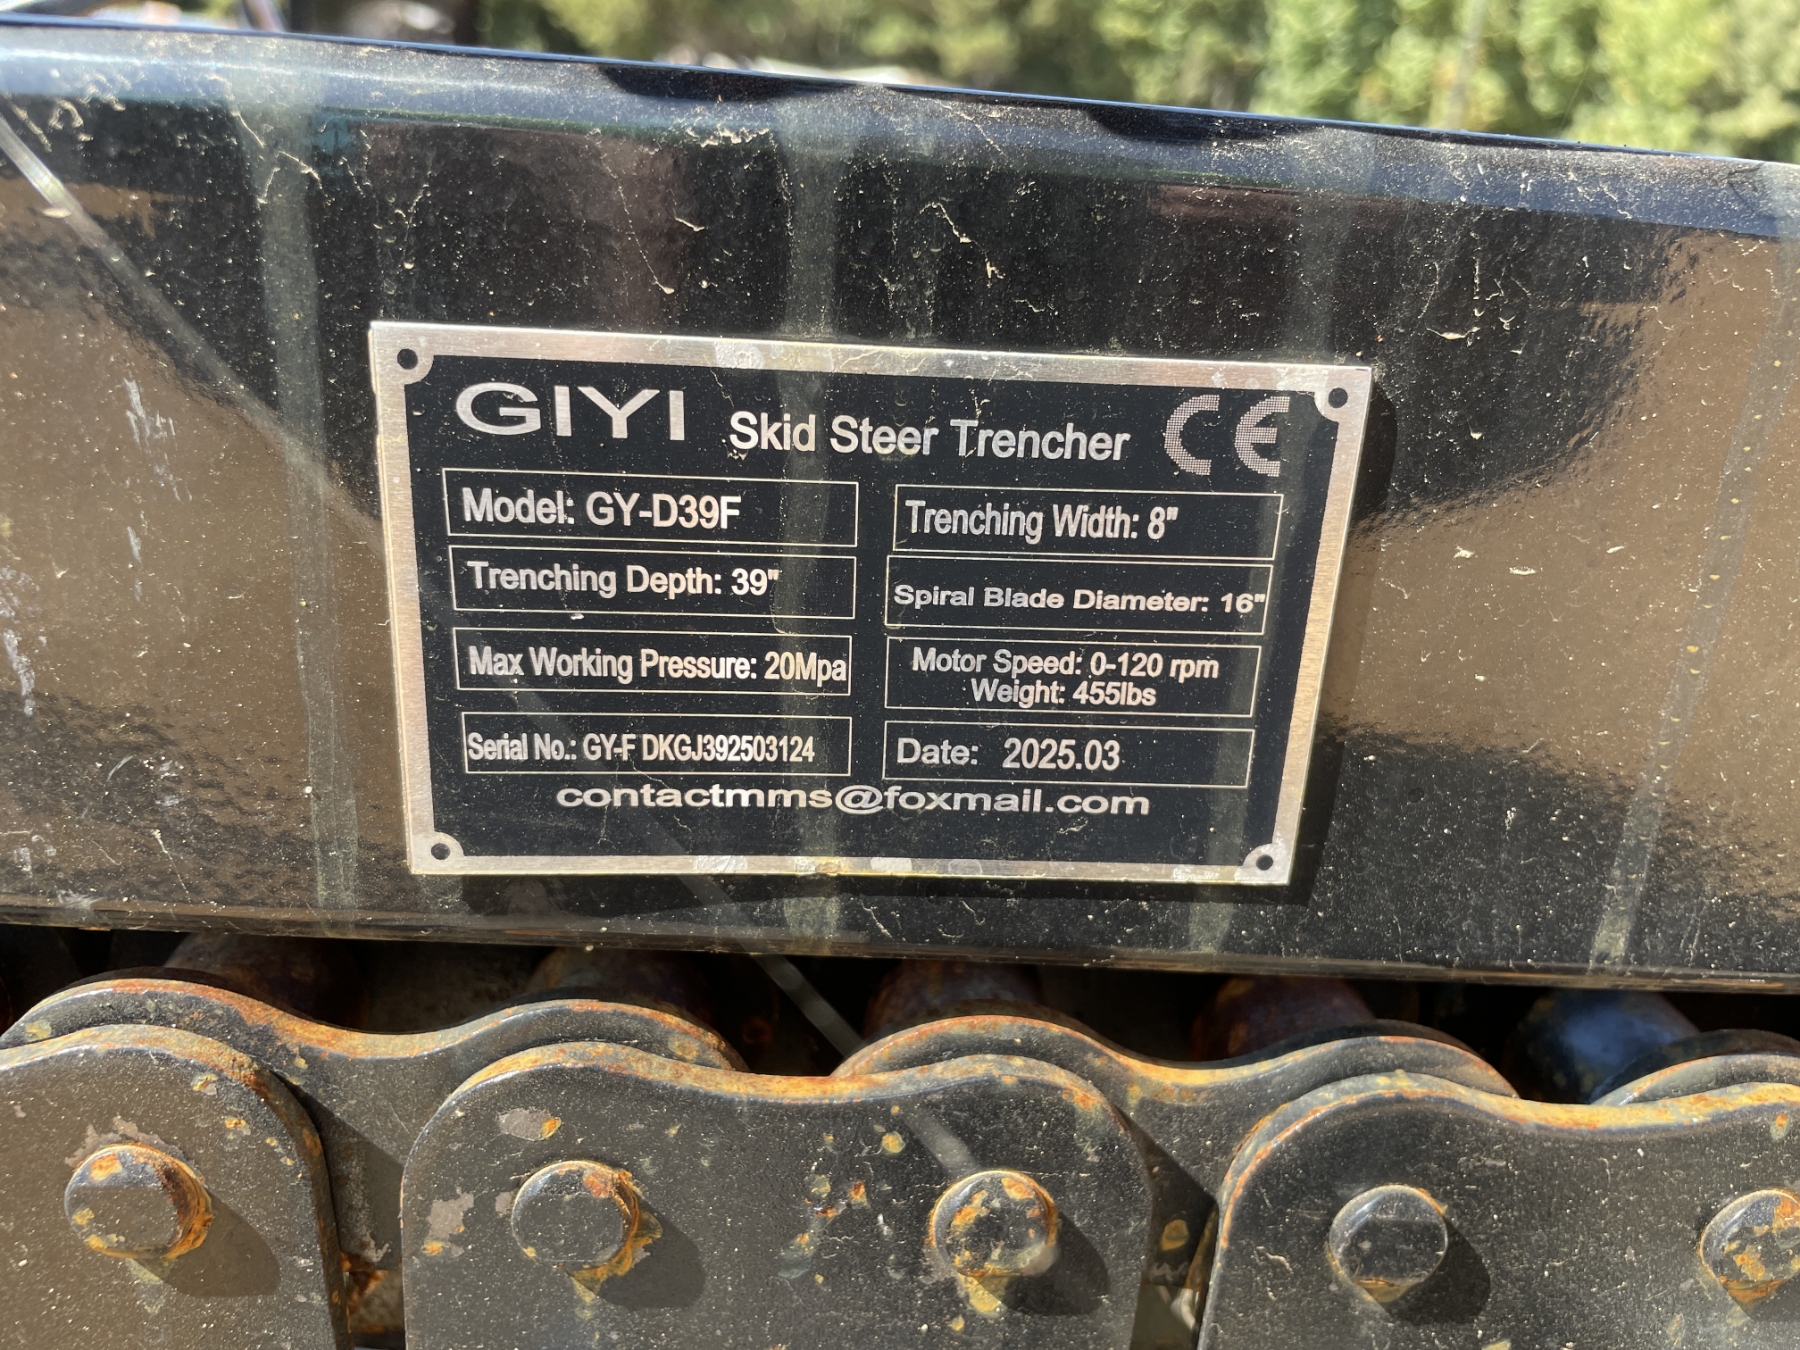 GIYI Skid Steer Trencher CE
Model: GY-D39F
Trenching Width: 8"
Trenching Depth: 39"
Spiral Blade Diameter: 16"
Max Working Pressure: 20Mpa
Motor Speed: 0-120 rpm
Weight: 455lbs
Serial No.: GY-F DKGJ392503124
Date: 2025.03
contactmms@foxmail.com